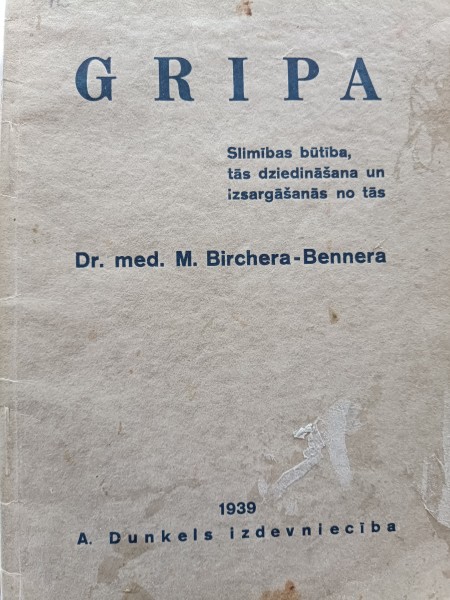 GRIPA
Slimības būtība,
tās dziedināšana un
izsargāšanās no tās
Dr. med. M. Birchera-Bennera
1939
A. Dunkels izdevniecība